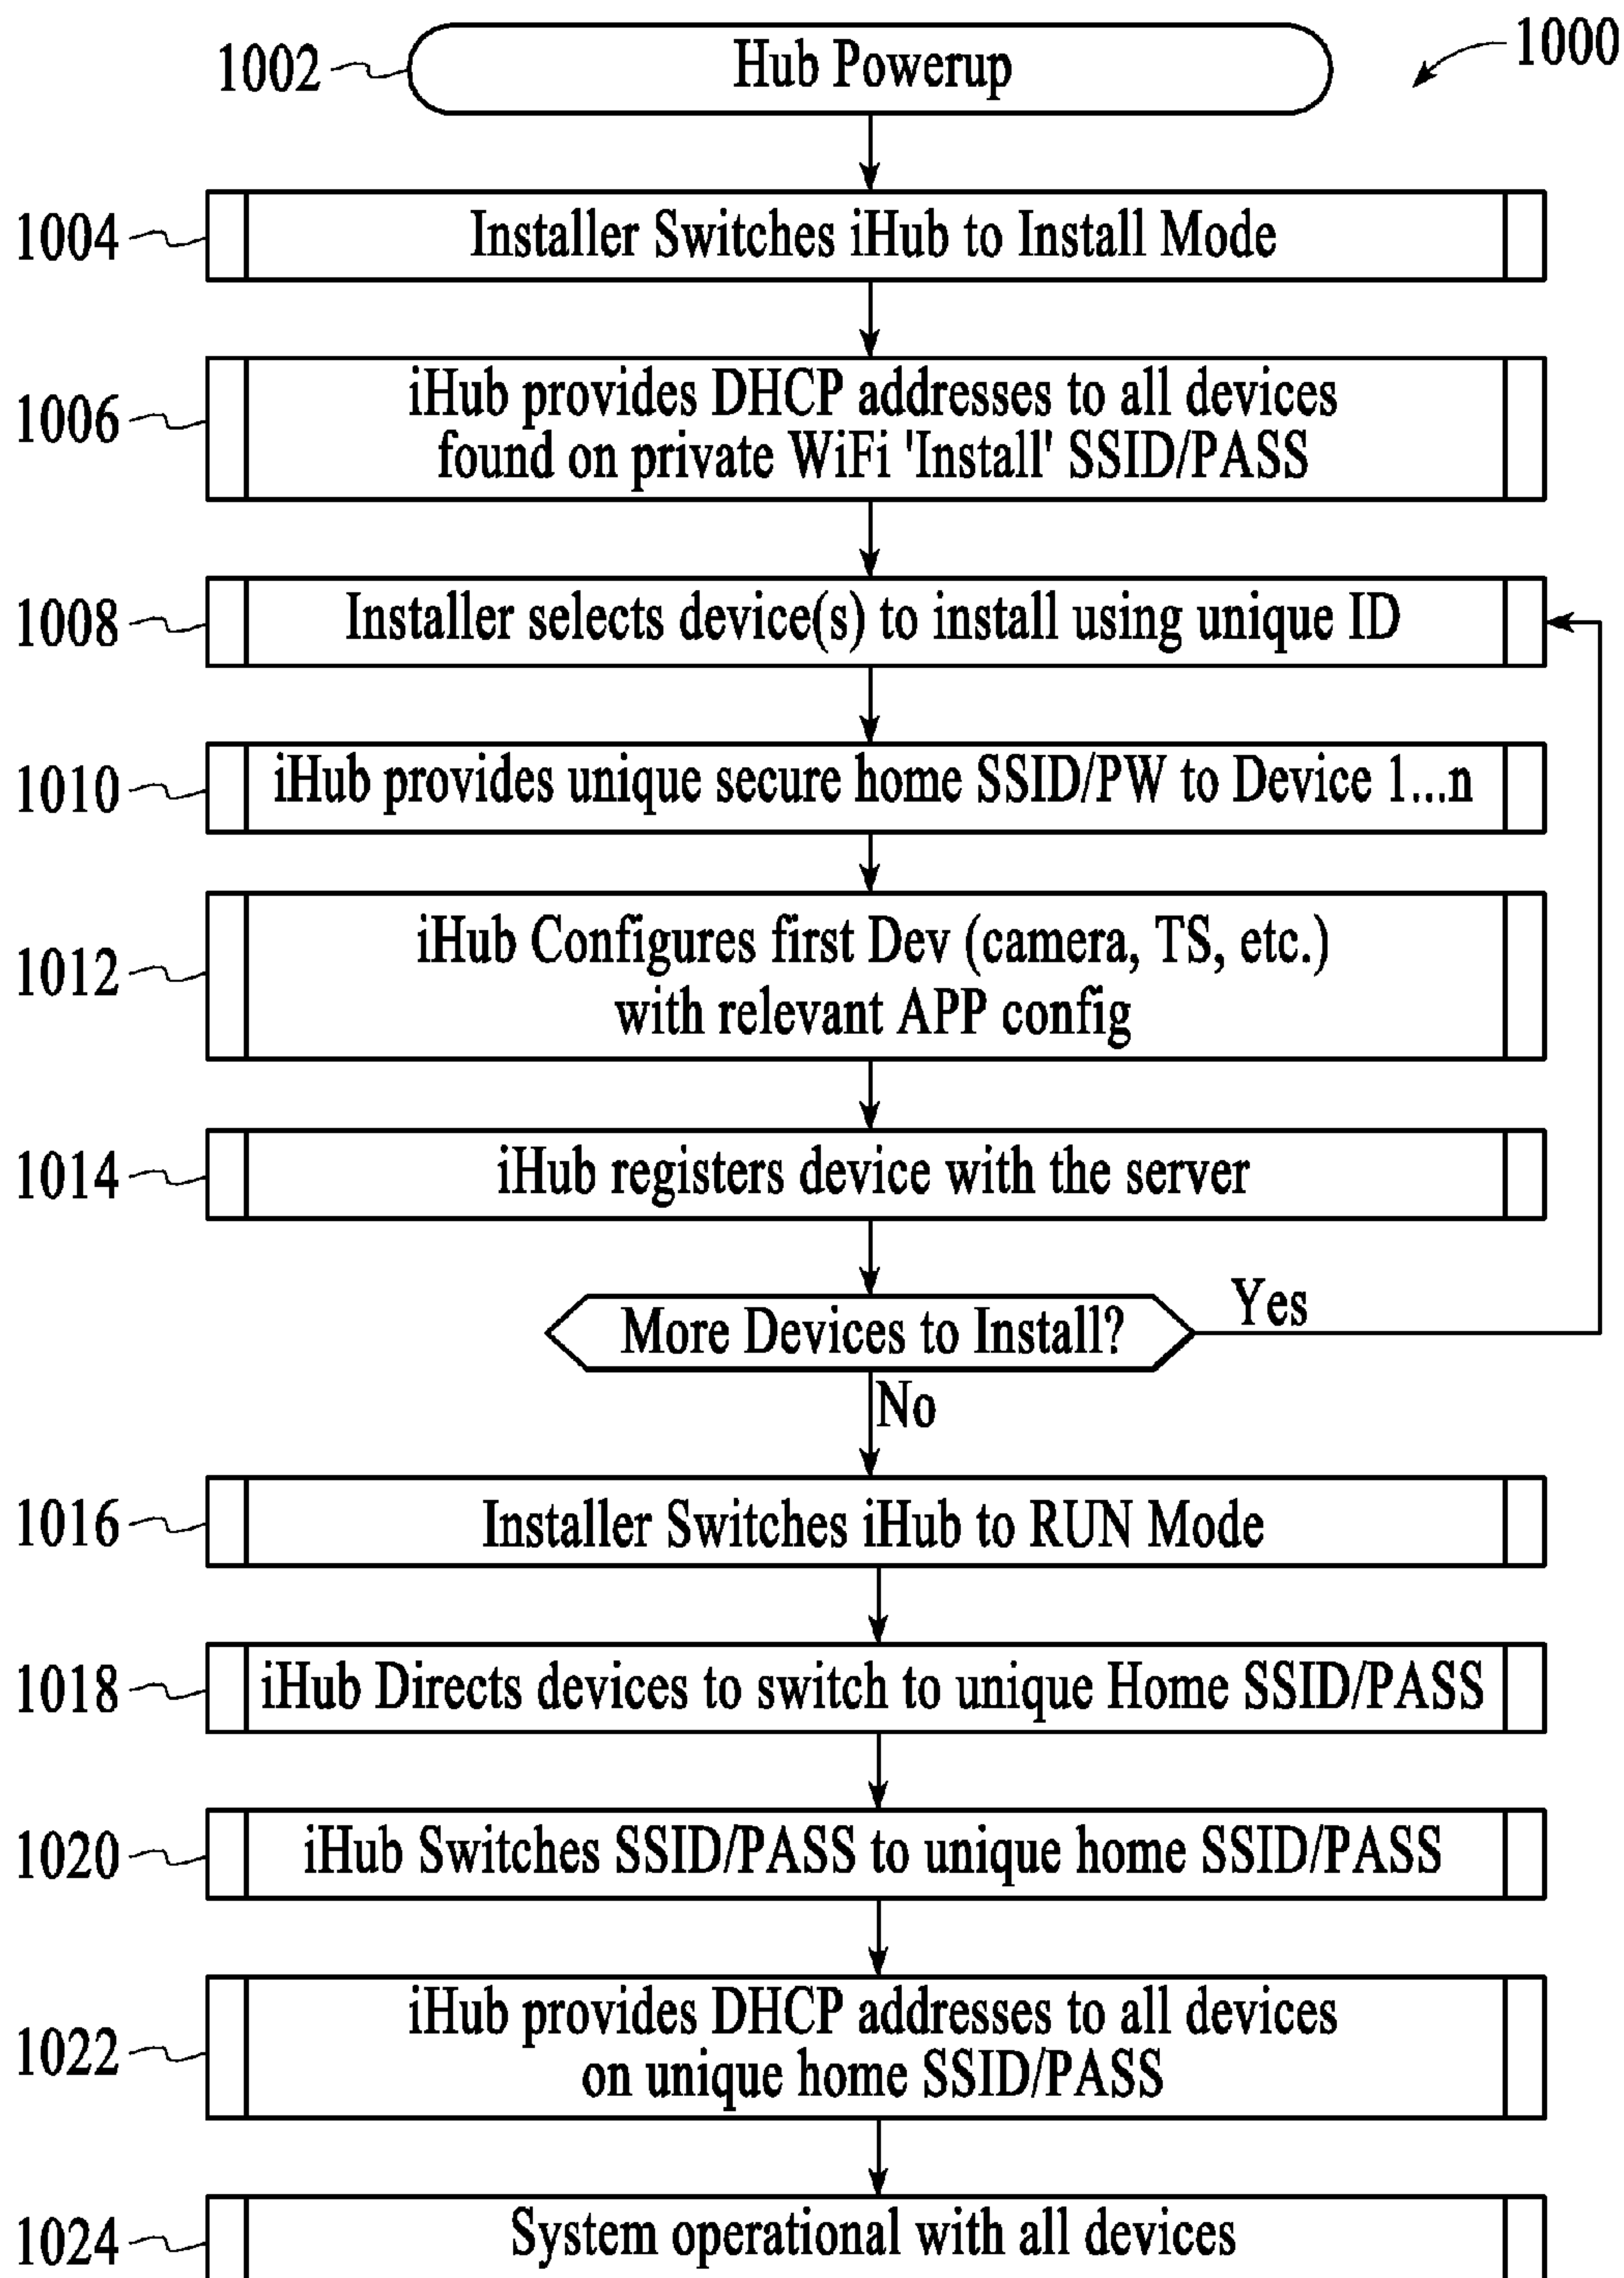 1000
1002
Hub Powerup
1004
Installer Switches iHub to Install Mode
1006
iHub provides DHCP addresses to all devices
found on private WiFi 'Install' SSID/PASS
1008
Installer selects device(s) to install using unique ID
1010
iHub provides unique secure home SSID/PW to Device 1...n
1012
iHub Configures first Dev (camera, TS, etc.)
with relevant APP config
1014
iHub registers device with the server
More Devices to Install?
Yes
No
1016
Installer Switches iHub to RUN Mode
1018
iHub Directs devices to switch to unique Home SSID/PASS
1020
iHub Switches SSID/PASS to unique home SSID/PASS
1022
iHub provides DHCP addresses to all devices
on unique home SSID/PASS
1024
System operational with all devices